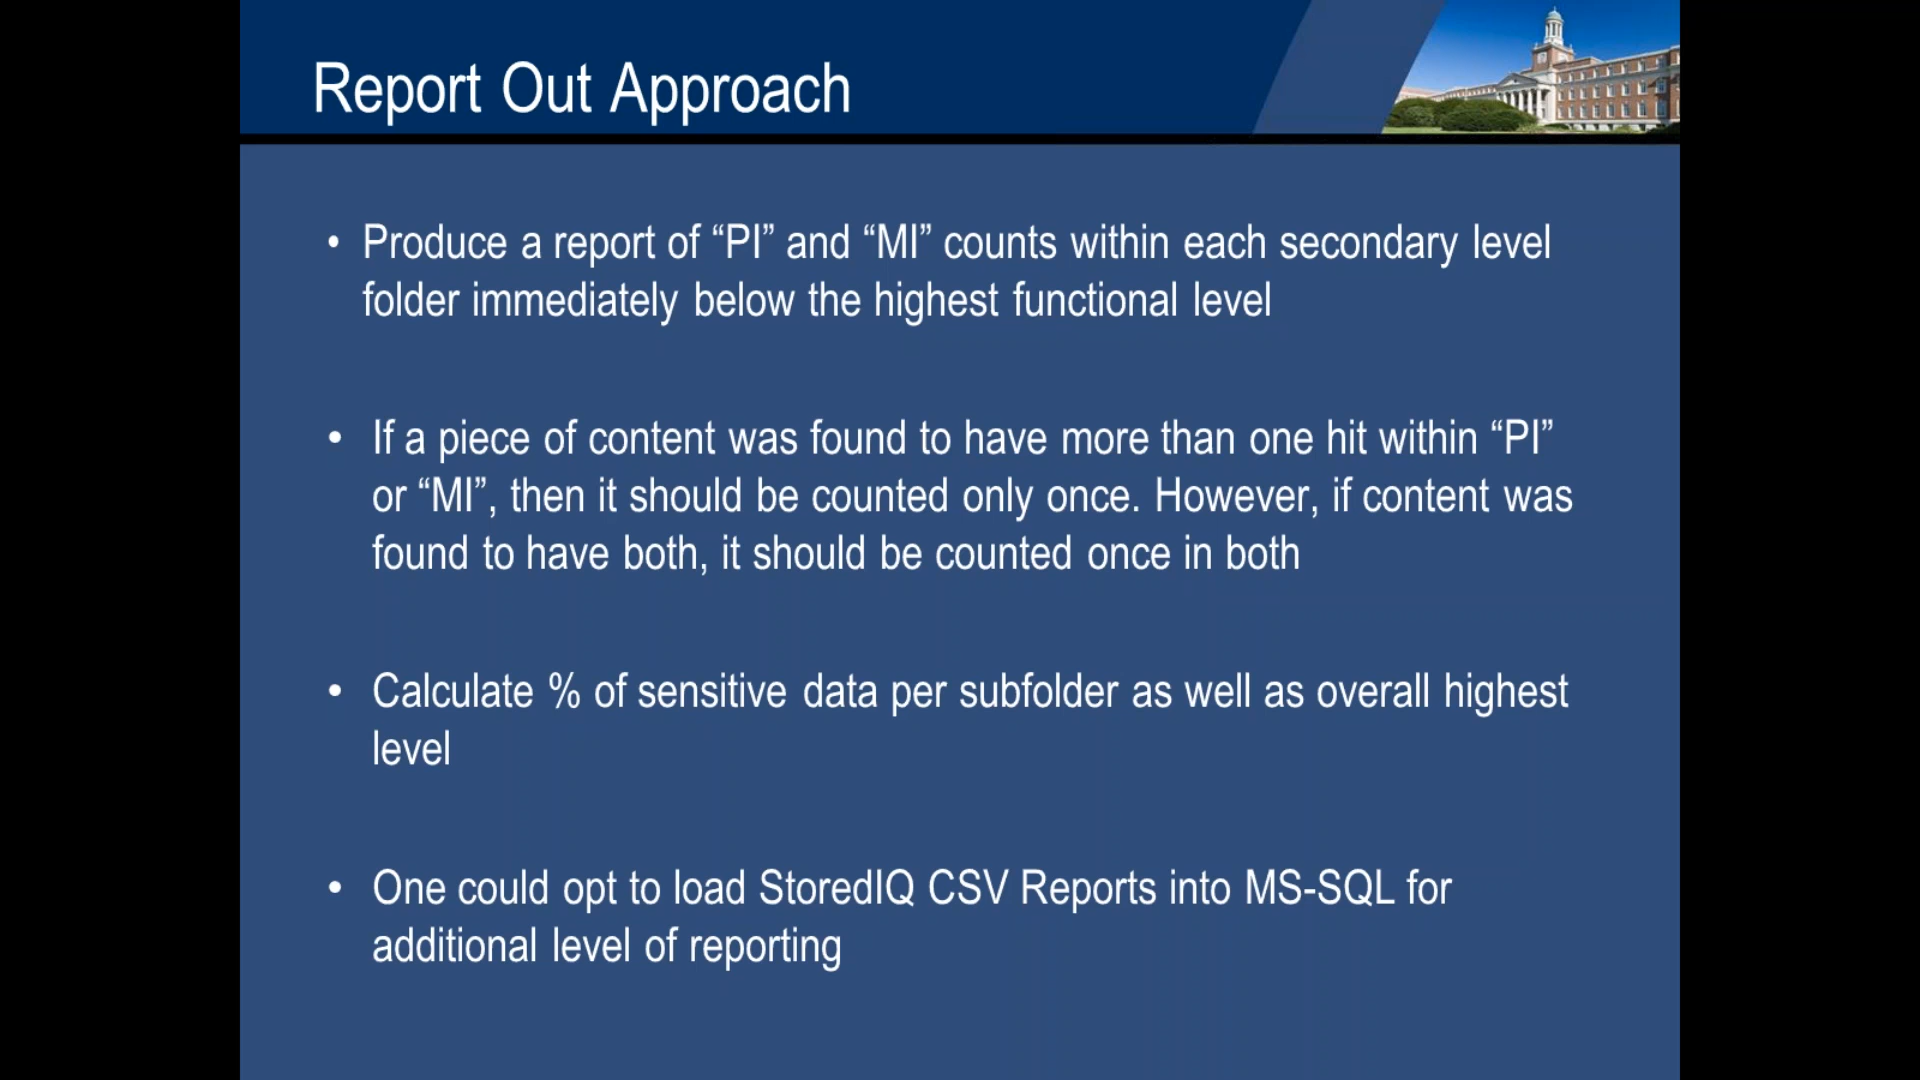 Report Out Approach
• Produce a report of “PI” and “MI” counts within each secondary level
folder immediately below the highest functional level
• If a piece of content was found to have more than one hit within “PI”
or “MI”, then it should be counted only once. However, if content was
found to have both, it should be counted once in both
• Calculate % of sensitive data per subfolder as well as overall highest
level
• One could opt to load StoredIQ CSV Reports into MS-SQL for
additional level of reporting